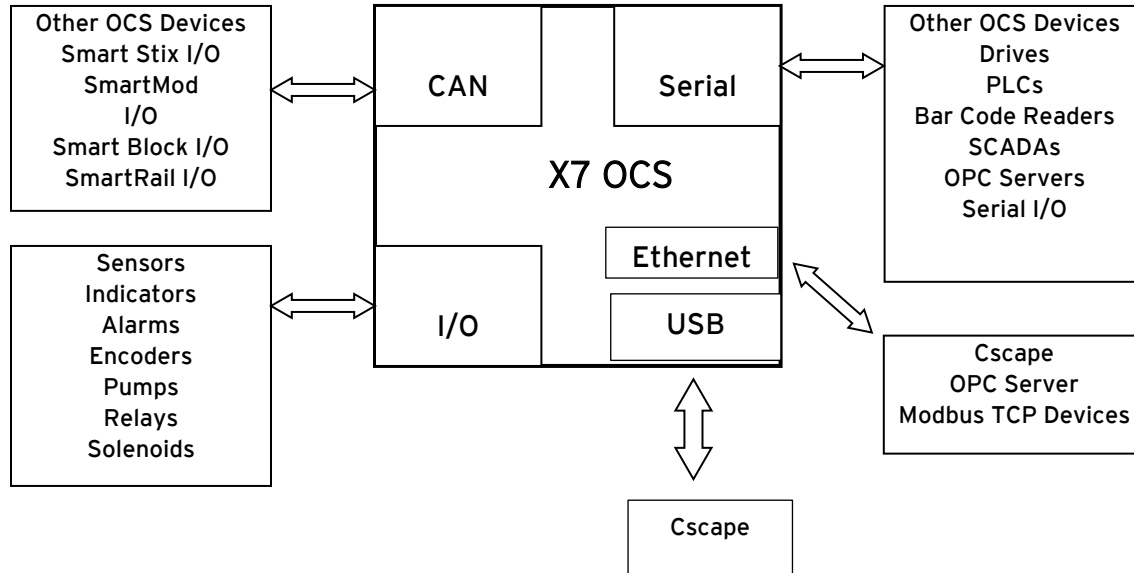 Other OCS Devices
Smart Stix I/O
SmartMod
I/O
Smart Block I/O
SmartRail I/O
Sensors
Indicators
Alarms
Encoders
Pumps
Relays
Solenoids
CAN
Serial
X7 OCS
Ethernet
I/O
USB
Other OCS Devices
Drives
PLCs
Bar Code Readers
SCADAs
OPC Servers
Serial I/O
Cscape
OPC Server
Modbus TCP Devices
Cscape